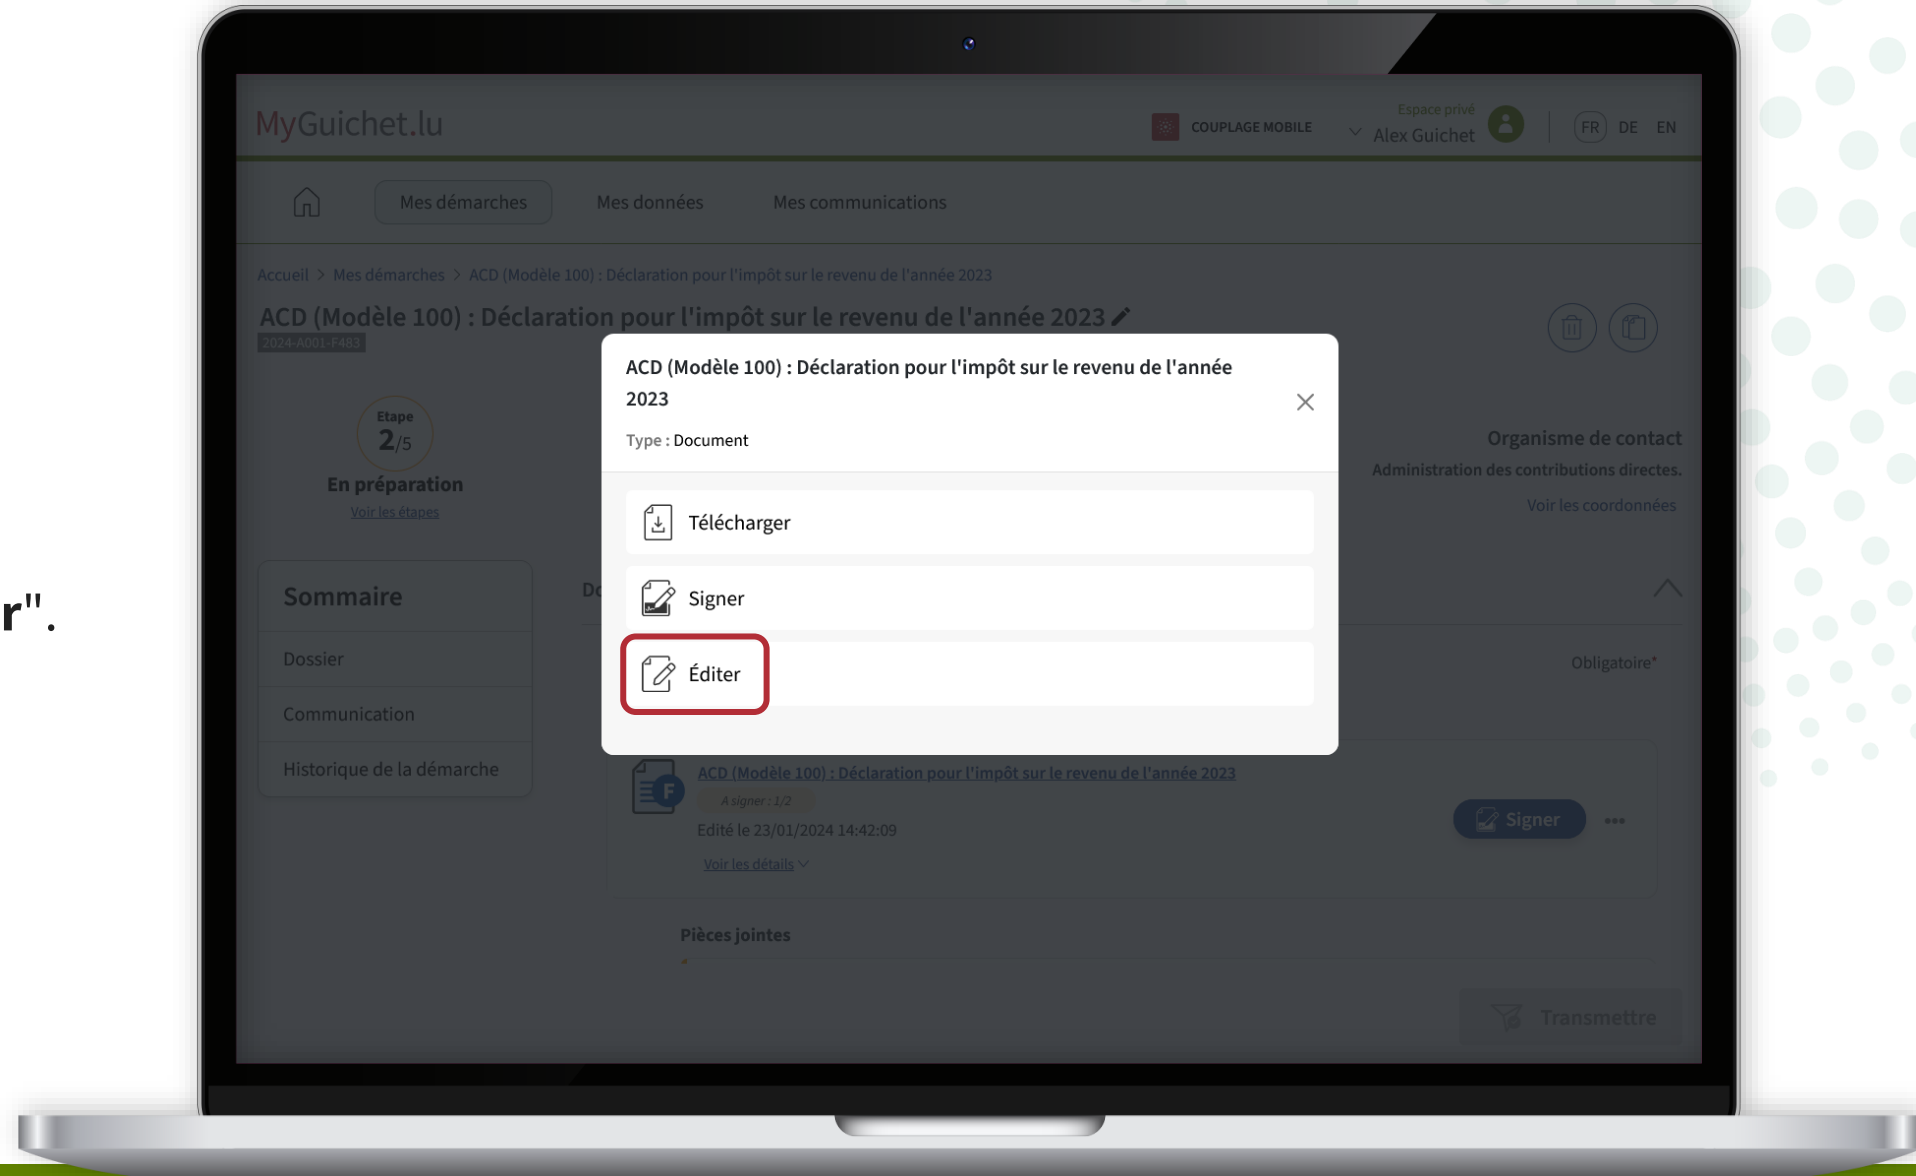 MyGuichet.lu
COUPLAGE MOBILE
Espace privé
Alex Guichet
FR DE EN
Mes démarches Mes données Mes communications
Accueil > Mes démarches > ACD (Modèle 100) : Déclaration pour l'impôt sur le revenu de l'année 2023
ACD (Modèle 100) : Déclaration pour l'impôt sur le revenu de l'année 2023
2024-A001-F483
ACD (Modèle 100) : Déclaration pour l'impôt sur le revenu de l'année
2023
Type : Document
Télécharger
Signer
Éditer
Etape
2/5
En préparation
Voir les étapes
Organisme de contact
Administration des contributions directes.
Voir les coordonnées
r".
Sommaire
Dossier
Communication
Historique de la démarche
Do
Obligatoire*
F
ACD (Modèle 100) : Déclaration pour l'impôt sur le revenu de l'année 2023
A signer : 1/2
Edité le 23/01/2024 14:42:09
Voir les détails
Signer
Pièces jointes
Transmettre